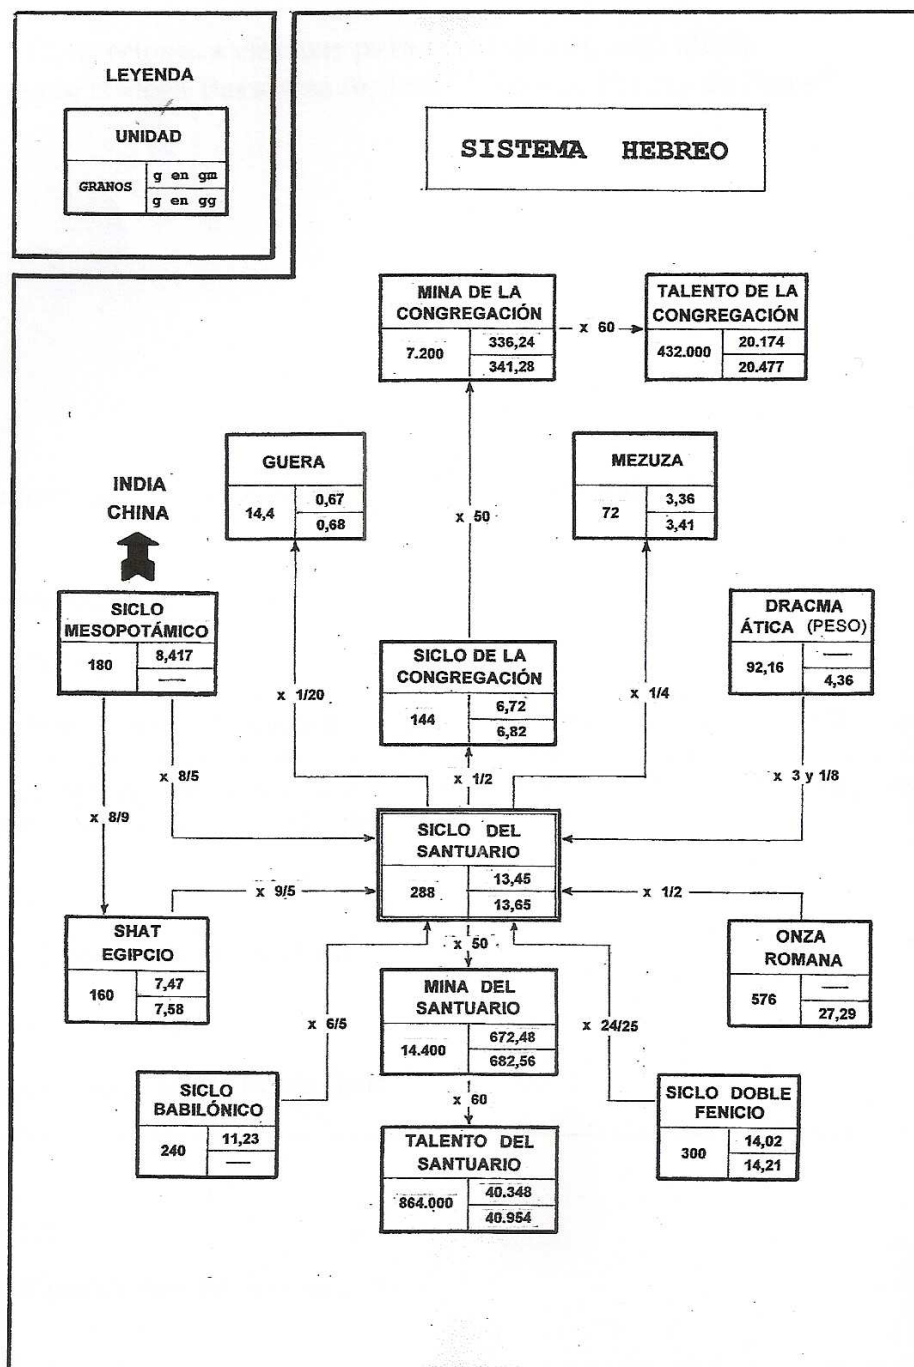 LEYENDA
UNIDAD
GRANOS
g en gm
g en gg
SISTEMA HEBREO
MINA DE LA
CONGREGACIÓN
7.200
336,24
341,28
x 60
TALENTO DE LA
CONGREGACIÓN
432.000
20.174
20.477
GUERA
14,4
0,67
0,68
MEZUZA
72
3,36
3,41
x 50
INDIA
CHINA
SICLO
MESOPOTÁMICO
180
8,417
—
SICLO DE LA
CONGREGACIÓN
144
6,72
6,82
DRACMA
ÁTICA (PESO)
92,16
—
4,36
x 1/20
x 1/4
x 8/5
x 1/2
x 3 y 1/8
x 8/9
SICLO DEL
SANTUARIO
288
13,45
13,65
x 9/5
x 1/2
SHAT
EGIPCIO
160
7,47
7,58
x 50
ONZA
ROMANA
576
—
27,29
MINA DEL
SANTUARIO
14.400
672,48
682,56
x 6/5
x 24/25
SICLO
BABILÓNICO
240
11,23
—
x 60
SICLO DOBLE
FENICIO
300
14,02
14,21
TALENTO DEL
SANTUARIO
864.000
40.348
40.954